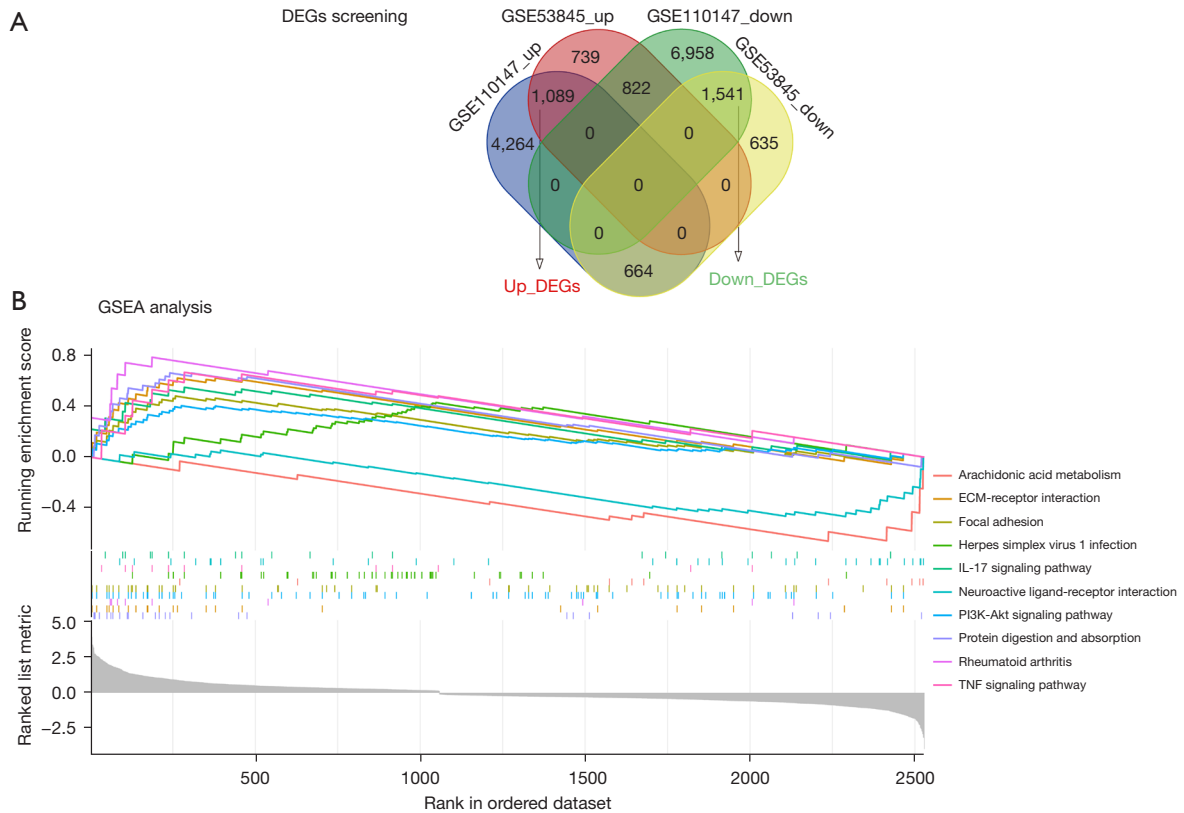 A
DEGs screening
GSE53845_up
GSE110147_down
GSE110147_up
GSE53845_down
739
6,958
1,089
822
1,541
4,264
0
0
635
0
0
0
0
0
664
Up_DEGs
Down_DEGs
B
GSEA analysis
Running enrichment score
0.8
0.4
0.0
−0.4
Arachidonic acid metabolism
ECM-receptor interaction
Focal adhesion
Herpes simplex virus 1 infection
IL-17 signaling pathway
Neuroactive ligand-receptor interaction
PI3K-Akt signaling pathway
Protein digestion and absorption
Rheumatoid arthritis
TNF signaling pathway
Ranked list metric
5.0
2.5
0.0
−2.5
500
1000
1500
2000
2500
Rank in ordered dataset